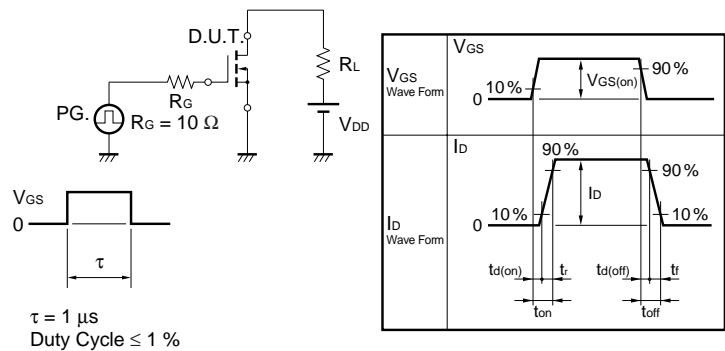 D.U.T.
RL
RG
PG.
RG = 10 Ω
VDD
VGS
0
τ
τ = 1 μs
Duty Cycle ≤ 1 %
VGS
Wave Form
VGS
10 %
VGS(on)
90 %
0
ID
Wave Form
ID
90 %
90 %
10 %
ID
10 %
0
td(on)
tr
td(off)
tf
ton
toff